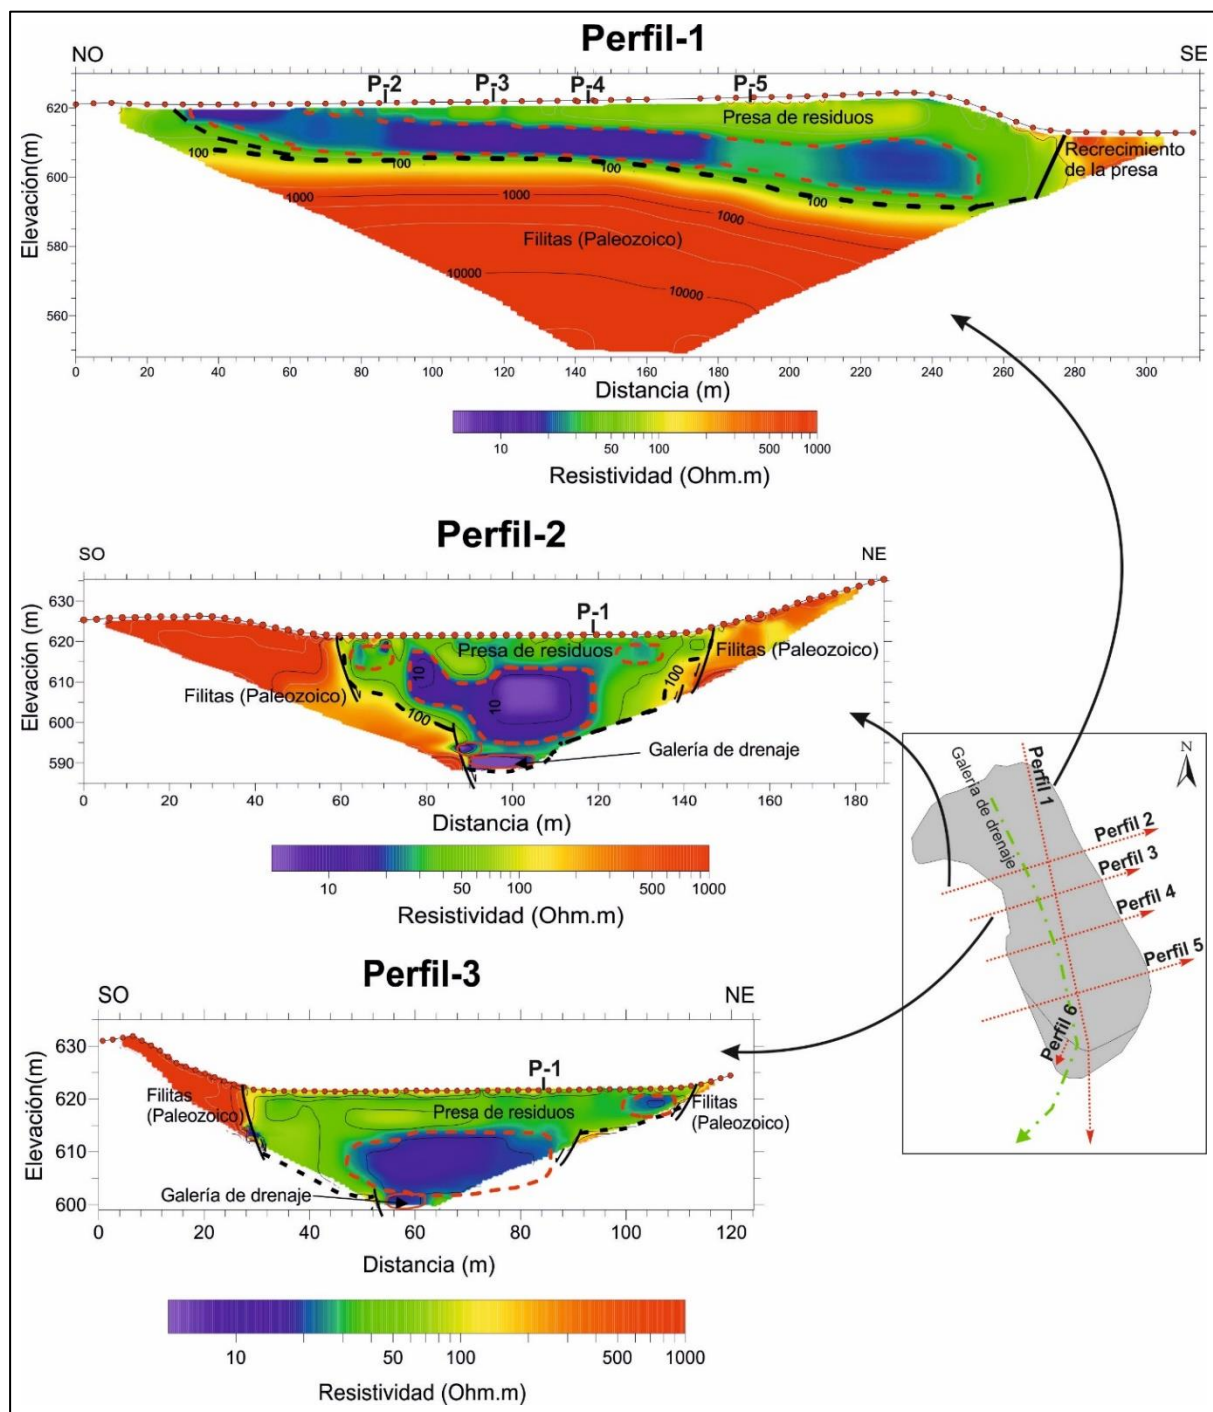 Perfil-1
NO
SE
P-2
P-3
P-4
P-5
620
600
580
560
Elevación(m)
Presa de residuos
Recrecimiento
de la presa
100
100
100
100
1000
1000
1000
Filitas (Paleozoico)
10000
10000
0 20 40 60 80 100 120 140 160 180 200 220 240 260 280 300
Distancia (m)
10 50 100 500 1000
Resistividad (Ohm.m)
Perfil-2
SO
NE
P-1
630
620
610
600
590
Elevación (m)
Presa de residuos
Filitas (Paleozoico)
Filitas (Paleozoico)
10
10
100
100
Galería de drenaje
0 20 40 60 80 100 120 140 160 180
Distancia (m)
10 50 100 500 1000
Resistividad (Ohm.m)
Perfil-3
SO
NE
P-1
630
620
610
600
Elevación(m)
Filitas
(Paleozoico)
Presa de residuos
Filitas
(Paleozoico)
Galería de drenaje
0 20 40 60 80 100 120
Distancia (m)
10 50 100 500 1000
Resistividad (Ohm.m)
N
Galería de drenaje
Perfil 1
Perfil 2
Perfil 3
Perfil 4
Perfil 5
Perfil 6